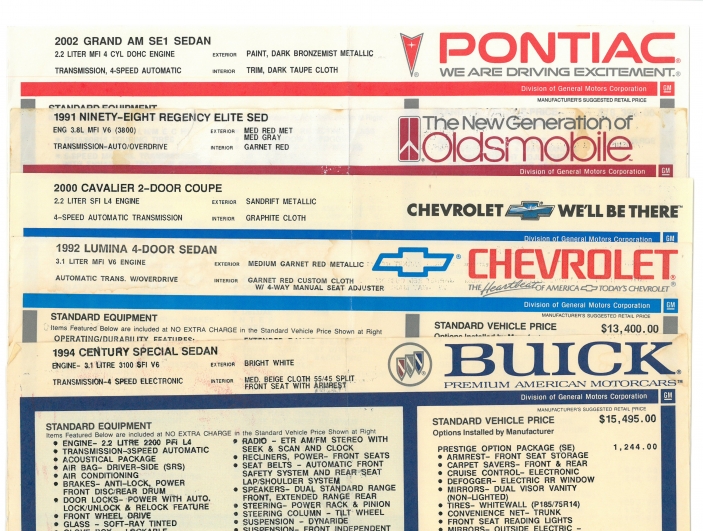 2002 GRAND AM SE1 SEDAN
2.2 LITER MFI 4 CYL DOHC ENGINE EXTERIOR PAINT, DARK BRONZEMIST METALLIC
TRANSMISSION, 4-SPEED AUTOMATIC INTERIOR TRIM, DARK TAUPE CLOTH
PONTIAC®
WE ARE DRIVING EXCITEMENT.®
Division of General Motors Corporation GM
MANUFACTURER'S SUGGESTED RETAIL PRICE
STANDARD EQUIPMENT
1991 NINETY-EIGHT REGENCY ELITE SED
ENG 3.8L MFI V6 (3800) EXTERIOR MED RED MET
MED GRAY
TRANSMISSION-AUTO/OVERDRIVE INTERIOR GARNET RED
The New Generation of
Oldsmobile
Division of General Motors Corporation GM
2000 CAVALIER 2-DOOR COUPE
2.2 LITER SFI L4 ENGINE EXTERIOR SANDRIFT METALLIC
4-SPEED AUTOMATIC TRANSMISSION INTERIOR GRAPHITE CLOTH
CHEVROLET WE'LL BE THERE™
Division of General Motors Corporation GM
1992 LUMINA 4-DOOR SEDAN
3.1 LITER MFI V6 ENGINE EXTERIOR MEDIUM GARNET RED METALLIC
AUTOMATIC TRANS. W/OVERDRIVE INTERIOR GARNET RED CUSTOM CLOTH
W/ 4-WAY MANUAL SEAT ADJUSTER
CHEVROLET®
THE Heartbeat OF AMERICA TODAY'S CHEVROLET®
Division of General Motors Corporation GM
MANUFACTURER'S SUGGESTED RETAIL PRICE
STANDARD EQUIPMENT
Items Featured Below are included at NO EXTRA CHARGE in the Standard Vehicle Price Shown at Right
OPERATING/DURABILITY FEATURES:
STANDARD VEHICLE PRICE $13,400.00
Options Installed by
1994 CENTURY SPECIAL SEDAN
ENGINE- 3.1 LITRE 3100 SFI V6 EXTERIOR BRIGHT WHITE
TRANSMISSION-4 SPEED ELECTRONIC INTERIOR MED. BEIGE CLOTH 55/45 SPLIT
FRONT SEAT WITH ARMREST
BUICK
PREMIUM AMERICAN MOTORCARS™
Division of General Motors Corporation GM
MANUFACTURER'S SUGGESTED RETAIL PRICE
STANDARD EQUIPMENT
Items Featured Below are included at NO EXTRA CHARGE in the Standard Vehicle Price Shown at Right
• ENGINE- 2.2 LITRE 2200 PFI L4
• TRANSMISSION-3SPEED AUTOMATIC
• ACOUSTICAL PACKAGE
• AIR BAG- DRIVER-SIDE (SRS)
• AIR CONDITIONING
• BRAKES- ANTI-LOCK, POWER
FRONT DISC/REAR DRUM
• DOOR LOCKS- POWER WITH AUTO.
LOCK/UNLOCK & RELOCK FEATURE
• FRONT WHEEL DRIVE
• GLASS - SOFT-RAY TINTED
• RADIO - ETR AM/FM STEREO WITH
SEEK & SCAN AND CLOCK
• RECLINERS, POWER- FRONT SEATS
• SEAT BELTS - AUTOMATIC FRONT
SAFETY SYSTEM AND REAR SEAT
LAP/SHOULDER SYSTEM
• SPEAKERS- DUAL STANDARD RANGE
FRONT, EXTENDED RANGE REAR
• STEERING- POWER RACK & PINION
• STEERING COLUMN - TILT WHEEL
• SUSPENSION - DYNARIDE
• SUSPENSION- FRONT INDEPENDENT
STANDARD VEHICLE PRICE $15,495.00
Options Installed by Manufacturer
PRESTIGE OPTION PACKAGE (SE) 1,244.00
• ARMREST- FRONT SEAT STORAGE
• CARPET SAVERS- FRONT & REAR
• CRUISE CONTROL- ELECTRONIC
• DEFOGGER- ELECTRIC RR WINDOW
• MIRRORS- DUAL VISOR VANITY
(NON-LIGHTED)
• TIRES- WHITEWALL (P185/75R14)
• CONVENIENCE NET- TRUNK
• FRONT SEAT READING LIGHTS
• MIRRORS- OUTSIDE ELECTRIC -